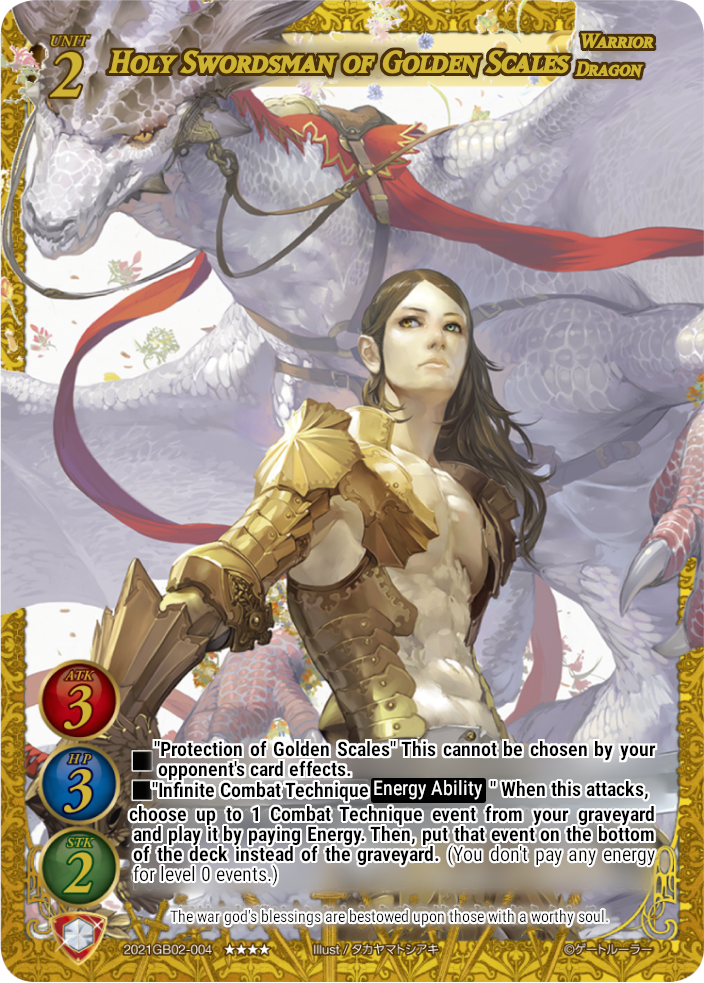 UNIT
2
HOLY SWORDSMAN OF GOLDEN SCALES
WARRIOR
DRAGON
ATK
3
HP
3
STK
2
■"Protection of Golden Scales" This cannot be chosen by your
opponent's card effects.
■"Infinite Combat Technique Energy Ability " When this attacks,
choose up to 1 Combat Technique event from your graveyard
and play it by paying Energy. Then, put that event on the bottom
of the deck instead of the graveyard. (You don't pay any energy
for level 0 events.)
The war god's blessings are bestowed upon those with a worthy soul.
2021GB02-004 ★★★★ Illust / タカヤマトシアキ ©ゲートルーラー